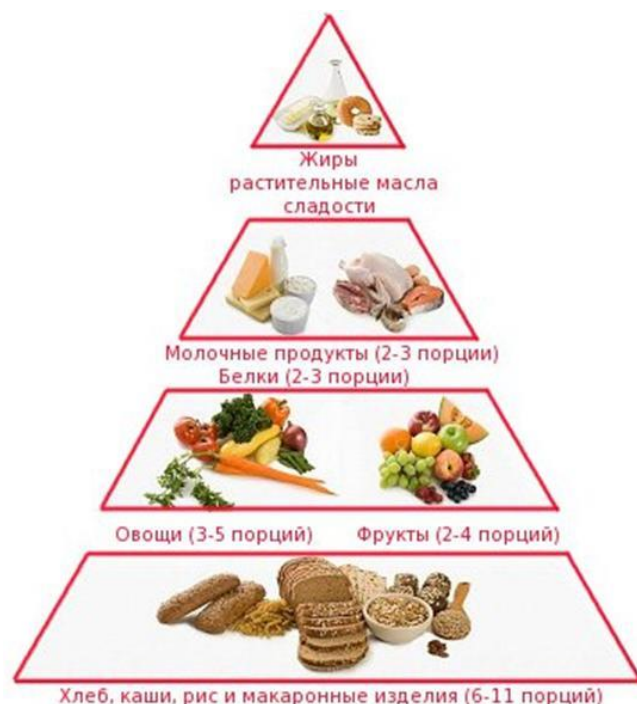 Жиры
растительные масла
сладости
Молочные продукты (2-3 порции)
Белки (2-3 порции)
Овощи (3-5 порций)
Фрукты (2-4 порций)
Хлеб, каши, рис и макаронные изделия (6-11 порций)